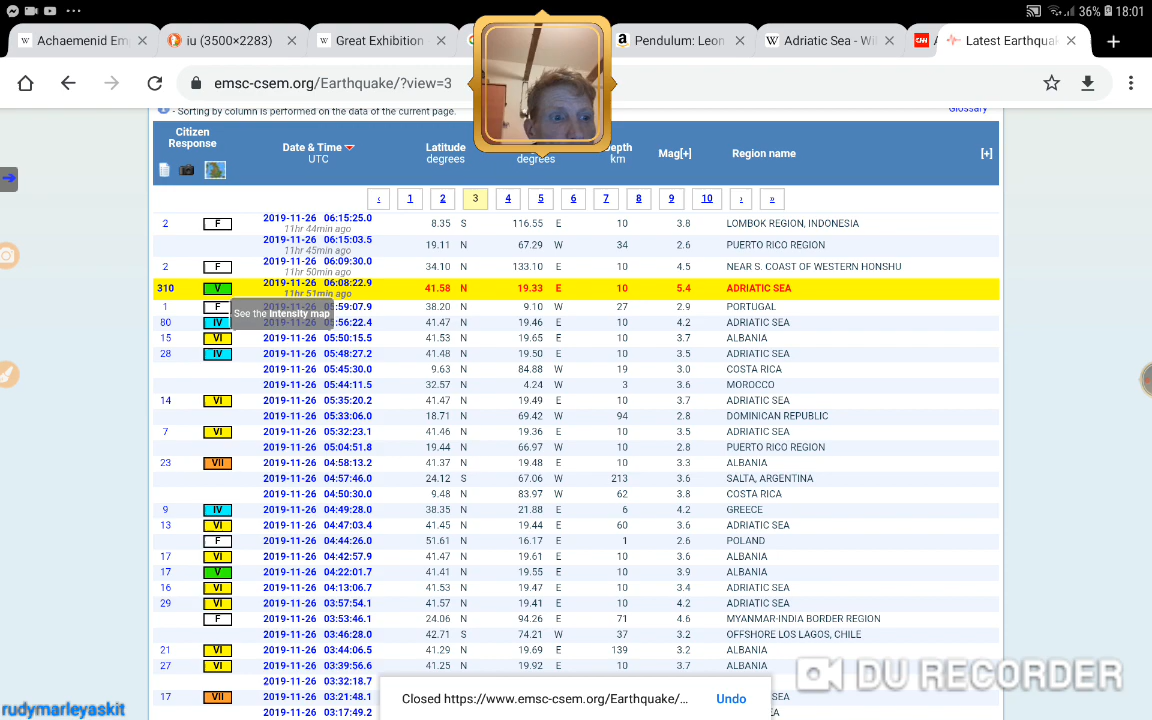 36% 18:01
Achaemenid Em
iu (3500×2283)
Great Exhibition
Pendulum: Leon
Adriatic Sea - Wi
CNN
Latest Earthqua
emsc-csem.org/Earthquake/?view=3
- Sorting by column is performed on the data of the current page.
Glossary
Citizen Response
Date & Time UTC
Latitude degrees
degrees
Depth km
Mag[+]
Region name
[+]
‹ 1 2 3 4 5 6 7 8 9 10 › »
2 F 2019-11-26 06:15:25.0 11hr 44min ago 8.35 S 116.55 E 10 3.8 LOMBOK REGION, INDONESIA
2019-11-26 06:15:03.5 11hr 45min ago 19.11 N 67.29 W 34 2.6 PUERTO RICO REGION
2 F 2019-11-26 06:09:30.0 11hr 50min ago 34.10 N 133.10 E 10 4.5 NEAR S. COAST OF WESTERN HONSHU
310 V 2019-11-26 06:08:22.9 11hr 51min ago 41.58 N 19.33 E 10 5.4 ADRIATIC SEA
See the Intensity map
1 F :59:07.9 38.20 N 9.10 W 27 2.9 PORTUGAL
80 IV :56:22.4 41.47 N 19.46 E 10 4.2 ADRIATIC SEA
15 VI 2019-11-26 05:50:15.5 41.53 N 19.65 E 10 3.7 ALBANIA
28 IV 2019-11-26 05:48:27.2 41.48 N 19.50 E 10 3.5 ADRIATIC SEA
2019-11-26 05:45:30.0 9.63 N 84.88 W 19 3.0 COSTA RICA
2019-11-26 05:44:11.5 32.57 N 4.24 W 3 3.6 MOROCCO
14 VI 2019-11-26 05:35:20.2 41.47 N 19.49 E 10 3.7 ADRIATIC SEA
2019-11-26 05:33:06.0 18.71 N 69.42 W 94 2.8 DOMINICAN REPUBLIC
7 VI 2019-11-26 05:32:23.1 41.46 N 19.36 E 10 3.5 ADRIATIC SEA
2019-11-26 05:04:51.8 19.44 N 66.97 W 10 2.8 PUERTO RICO REGION
23 VII 2019-11-26 04:58:13.2 41.37 N 19.48 E 10 3.3 ALBANIA
2019-11-26 04:57:46.0 24.12 S 67.06 W 213 3.6 SALTA, ARGENTINA
2019-11-26 04:50:30.0 9.48 N 83.97 W 62 3.8 COSTA RICA
9 IV 2019-11-26 04:49:28.0 38.35 N 21.88 E 6 4.2 GREECE
13 VI 2019-11-26 04:47:03.4 41.45 N 19.44 E 60 3.6 ADRIATIC SEA
F 2019-11-26 04:44:26.0 51.61 N 16.17 E 1 2.6 POLAND
17 VI 2019-11-26 04:42:57.9 41.47 N 19.61 E 10 3.6 ALBANIA
17 V 2019-11-26 04:22:01.7 41.41 N 19.55 E 10 3.9 ALBANIA
16 VI 2019-11-26 04:13:06.7 41.53 N 19.47 E 10 3.4 ADRIATIC SEA
29 VI 2019-11-26 03:57:54.1 41.57 N 19.41 E 10 4.2 ADRIATIC SEA
F 2019-11-26 03:53:46.1 24.06 N 94.26 E 71 4.6 MYANMAR-INDIA BORDER REGION
2019-11-26 03:46:28.0 42.71 S 74.21 W 37 3.2 OFFSHORE LOS LAGOS, CHILE
21 VI 2019-11-26 03:44:06.5 41.29 N 19.69 E 139 3.2 ALBANIA
27 VI 2019-11-26 03:39:56.6 41.25 N 19.92 E 10 3.7 ALBANIA
2019-11-26 03:32:18.7
17 VII 2019-11-26 03:21:48.1 SEA
2019-11-26 03:17:49.2 EA
Closed https://www.emsc-csem.org/Earthquake/... Undo
DU RECORDER
rudymarleyaskit